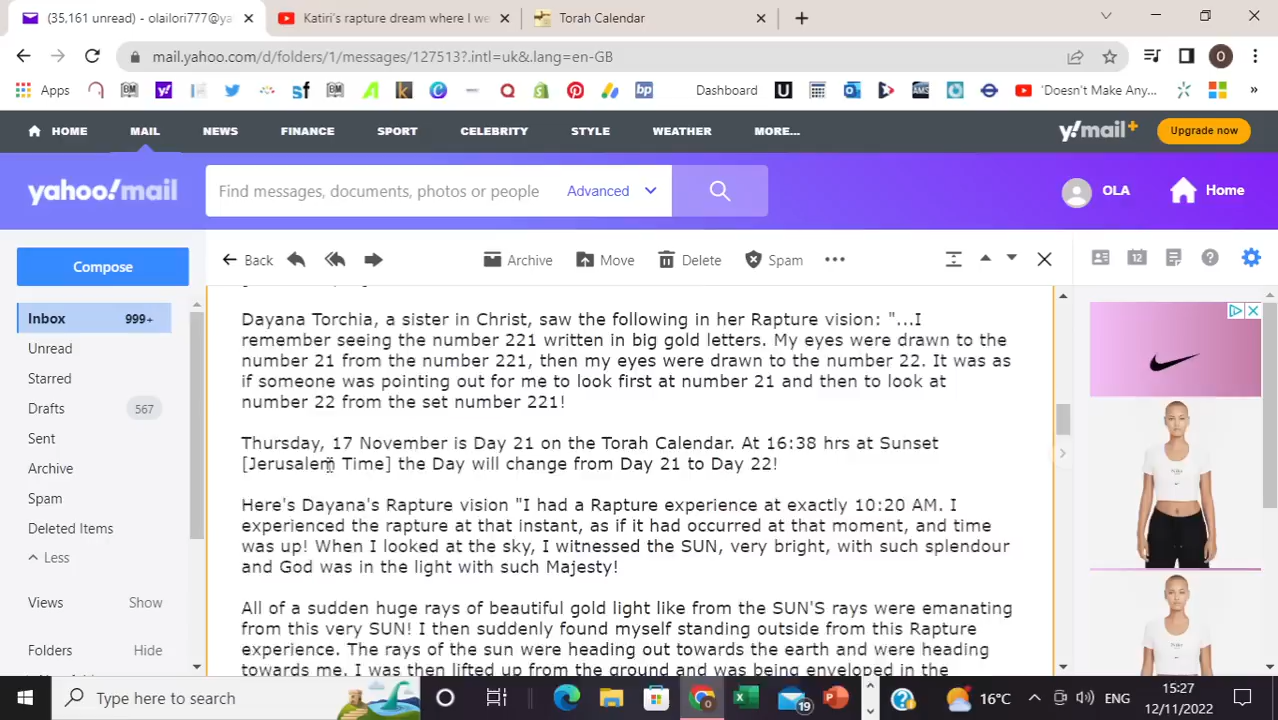 (35,161 unread) - olailori777@ya
Katiri's rapture dream where I we
Torah Calendar
mail.yahoo.com/d/folders/1/messages/127513?.intl=uk&.lang=en-GB
O
Apps
Dashboard
'Doesn't Make Any...
HOME MAIL NEWS FINANCE SPORT CELEBRITY STYLE WEATHER MORE...
y!mail+
Upgrade now
yahoo!mail
Find messages, documents, photos or people
Advanced
OLA
Home
Compose
Back
Archive
Move
Delete
Spam
Inbox 999+
Unread
Starred
Drafts 567
Sent
Archive
Spam
Deleted Items
Less
Views Show
Folders Hide
Dayana Torchia, a sister in Christ, saw the following in her Rapture vision: "...I
remember seeing the number 221 written in big gold letters. My eyes were drawn to the
number 21 from the number 221, then my eyes were drawn to the number 22. It was as
if someone was pointing out for me to look first at number 21 and then to look at
number 22 from the set number 221!
Thursday, 17 November is Day 21 on the Torah Calendar. At 16:38 hrs at Sunset
[Jerusalem Time] the Day will change from Day 21 to Day 22!
Here's Dayana's Rapture vision "I had a Rapture experience at exactly 10:20 AM. I
experienced the rapture at that instant, as if it had occurred at that moment, and time
was up! When I looked at the sky, I witnessed the SUN, very bright, with such splendour
and God was in the light with such Majesty!
All of a sudden huge rays of beautiful gold light like from the SUN'S rays were emanating
from this very SUN! I then suddenly found myself standing outside from this Rapture
experience. The rays of the sun were heading out towards the earth and were heading
towards me. I was then lifted up from the ground and was being enveloped in the
Type here to search
19
16°C
ENG
15:27
12/11/2022